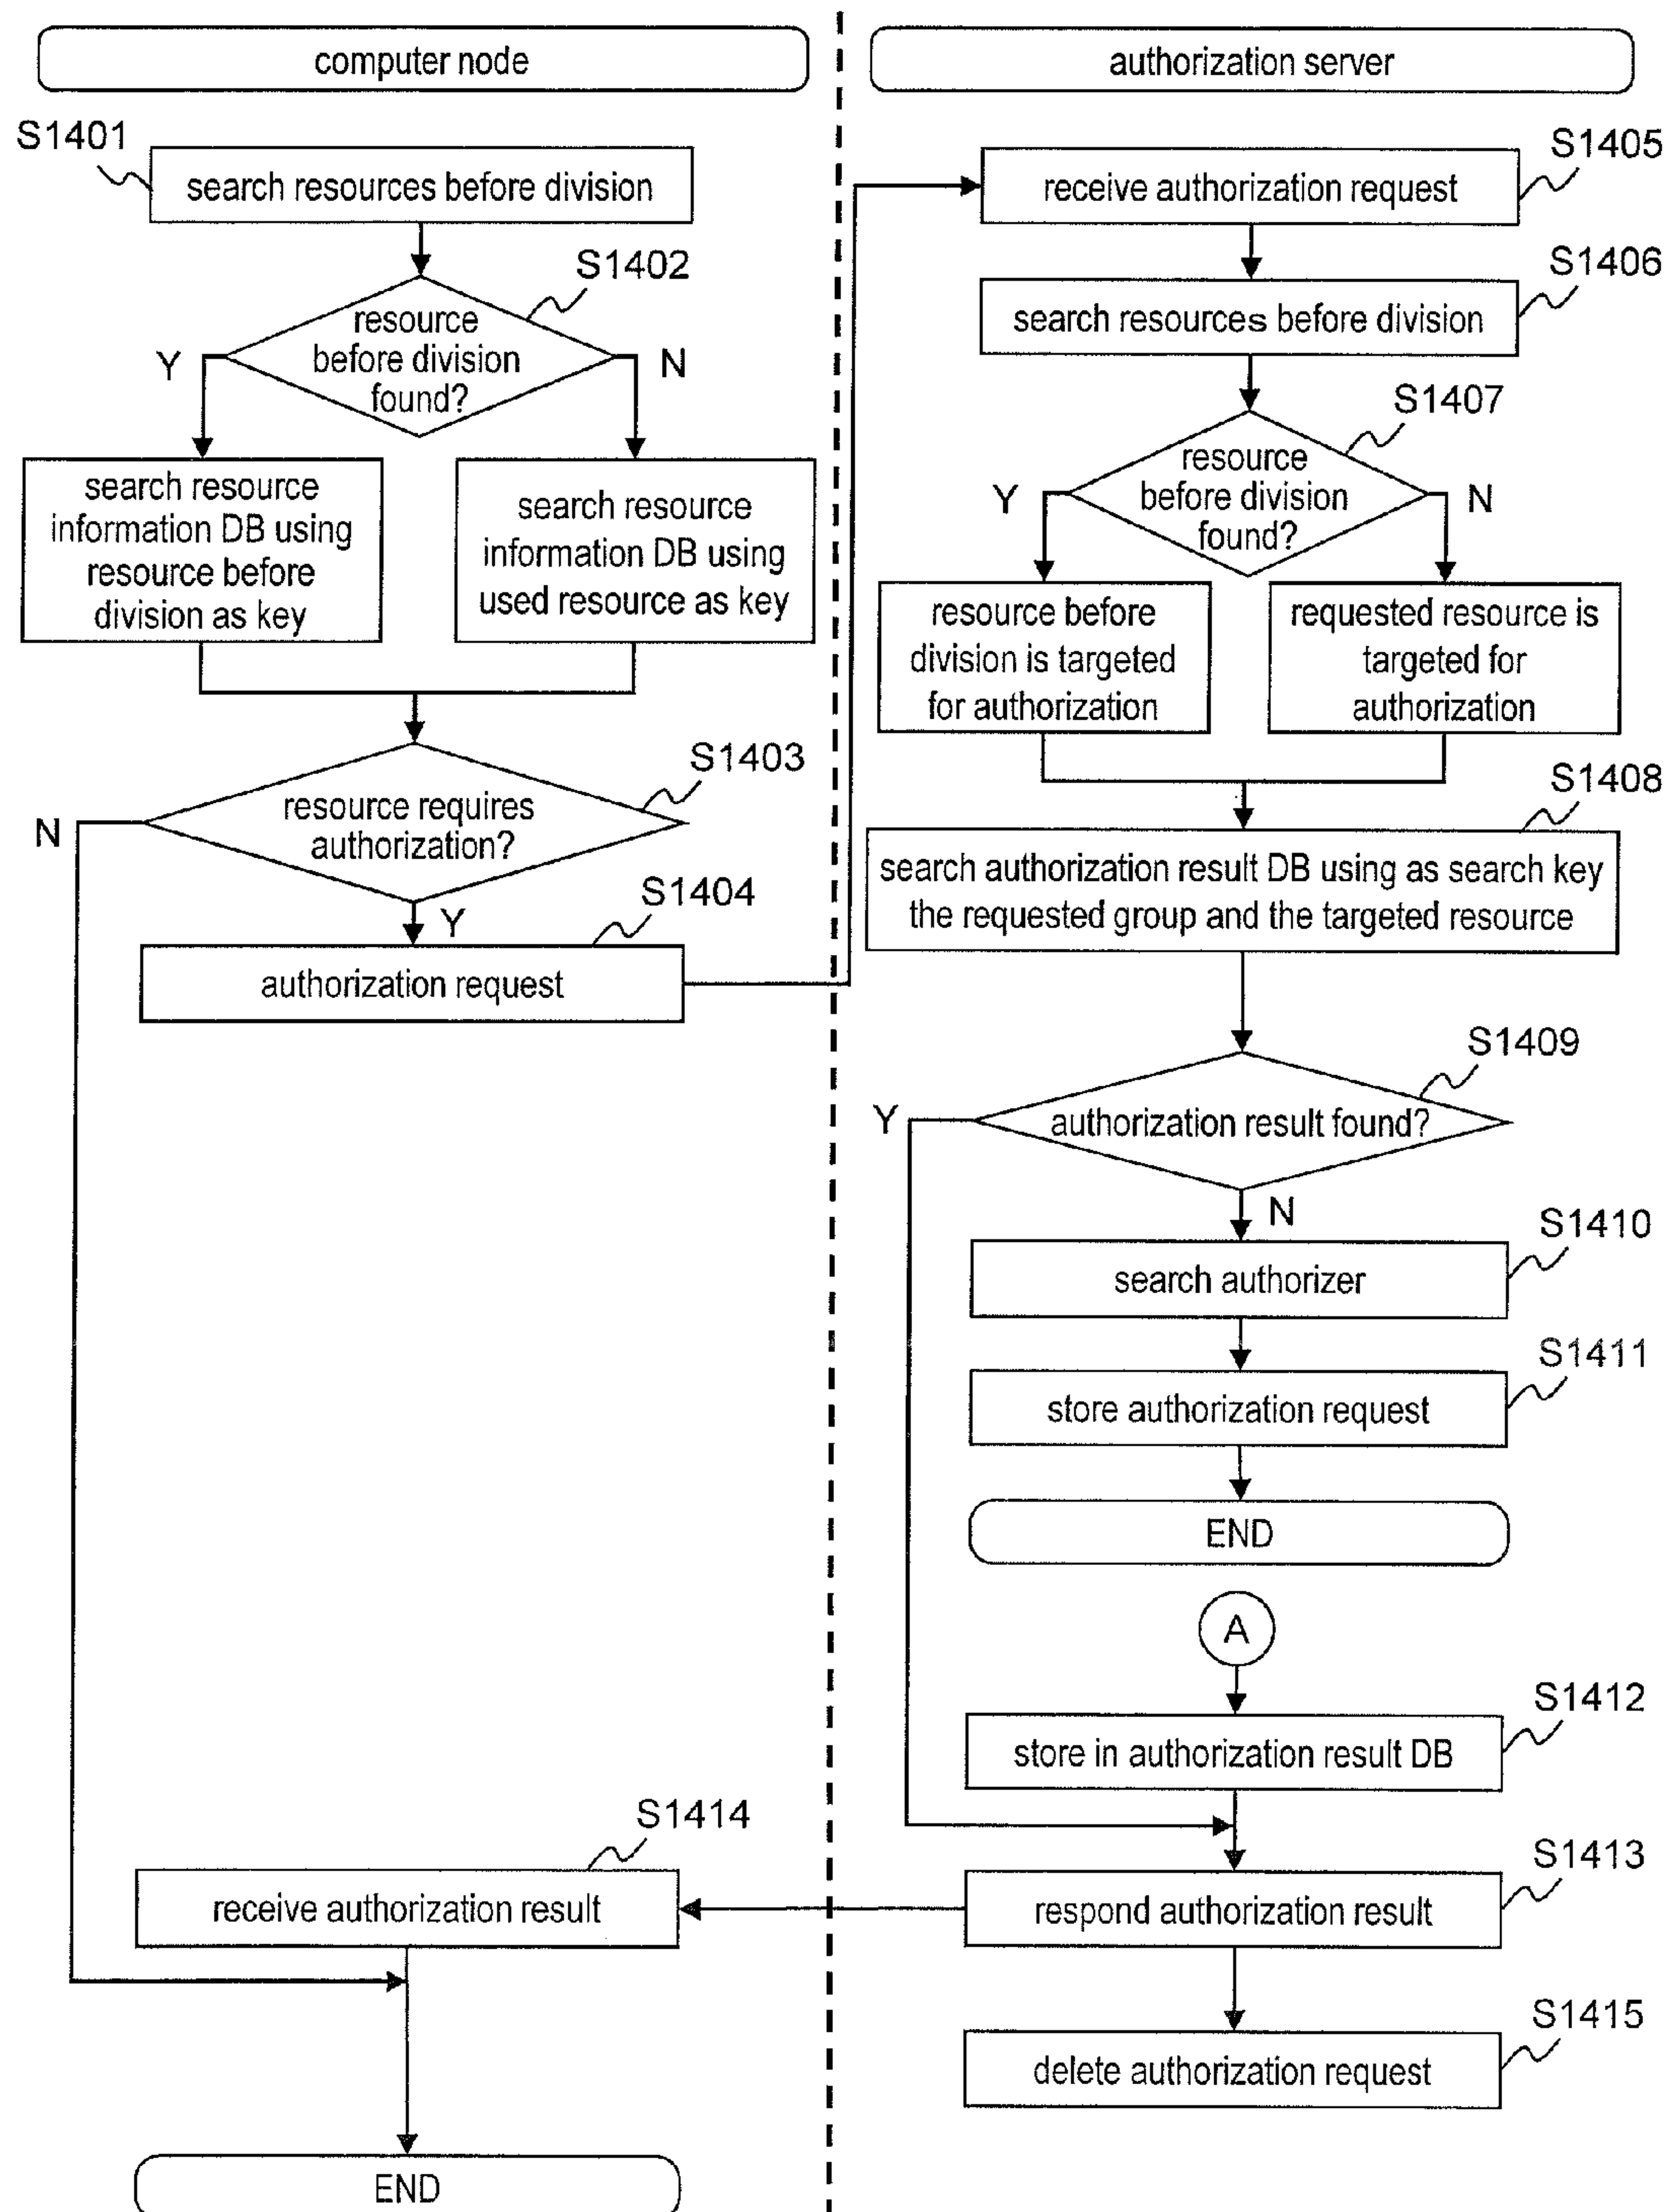 computer node
S1401
search resources before division
S1402
resource
before division
found?
Y
N
search resource
information DB using
resource before
division as key
search resource
information DB using
used resource as key
S1403
resource requires
authorization?
N
S1404
Y
authorization request
S1414
receive authorization result
END
authorization server
S1405
receive authorization request
S1406
search resources before division
S1407
resource
before division
found?
Y
N
resource before
division is targeted
for authorization
requested resource is
targeted for
authorization
S1408
search authorization result DB using as search key
the requested group and the targeted resource
S1409
authorization result found?
Y
N
S1410
search authorizer
S1411
store authorization request
END
A
S1412
store in authorization result DB
S1413
respond authorization result
S1415
delete authorization request